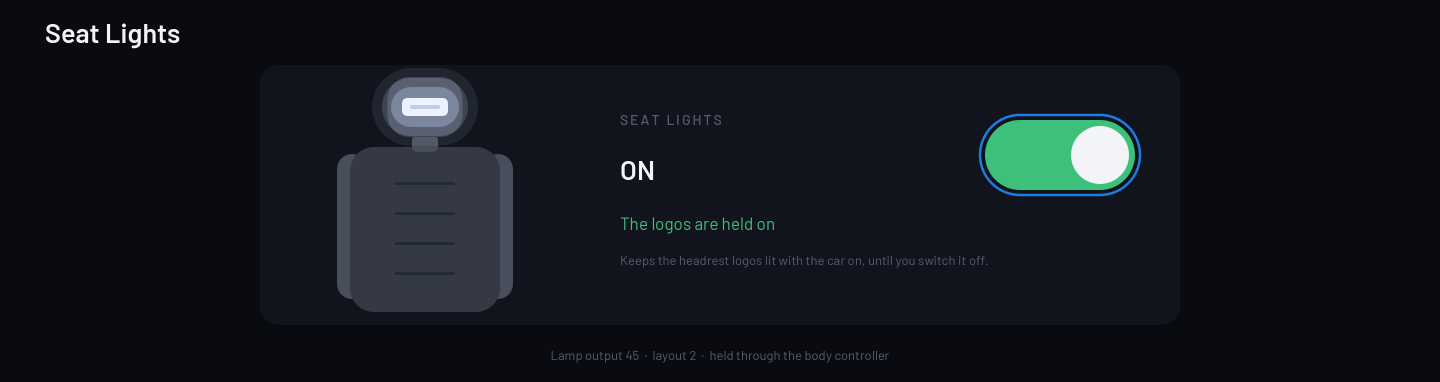 Seat Lights
SEAT LIGHTS
ON
The logos are held on
Keeps the headrest logos lit with the car on, until you switch it off.
Lamp output 45 · layout 2 · held through the body controller